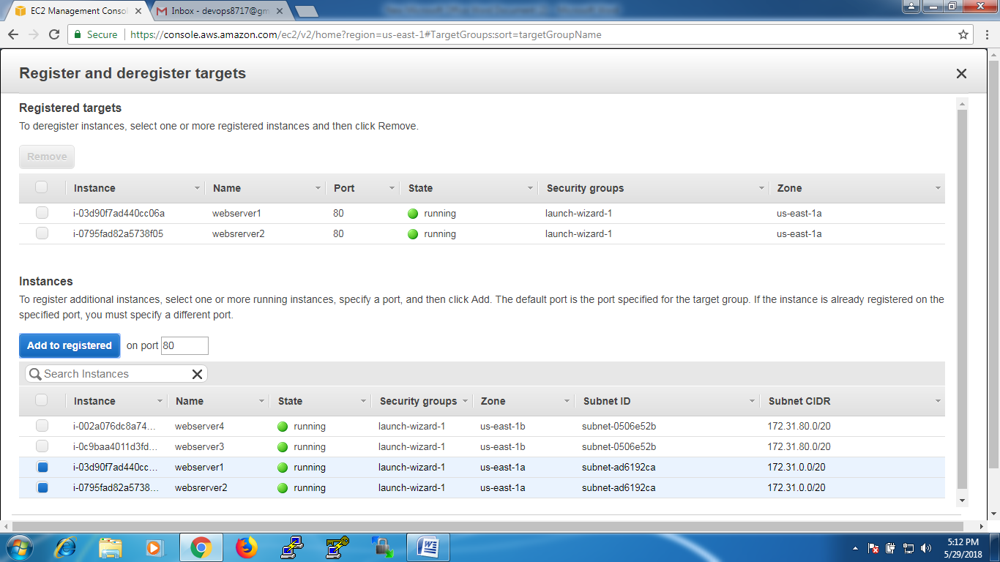 EC2 Management Consol
Inbox - devops8717@gm
Secure
https://console.aws.amazon.com/ec2/v2/home?region=us-east-1#TargetGroups:sort=targetGroupName
Register and deregister targets
Registered targets
To deregister instances, select one or more registered instances and then click Remove.
Remove
Instance Name Port State Security groups Zone
i-03d90f7ad440cc06a webserver1 80 running launch-wizard-1 us-east-1a
i-0795fad82a5738f05 websrerver2 80 running launch-wizard-1 us-east-1a
Instances
To register additional instances, select one or more running instances, specify a port, and then click Add. The default port is the port specified for the target group. If the instance is already registered on the
specified port, you must specify a different port.
Add to registered on port 80
Search Instances
Instance Name State Security groups Zone Subnet ID Subnet CIDR
i-002a076dc8a74... webserver4 running launch-wizard-1 us-east-1b subnet-0506e52b 172.31.80.0/20
i-0c9baa4011d3fd... webserver3 running launch-wizard-1 us-east-1b subnet-0506e52b 172.31.80.0/20
i-03d90f7ad440cc... webserver1 running launch-wizard-1 us-east-1a subnet-ad6192ca 172.31.0.0/20
i-0795fad82a5738... websrerver2 running launch-wizard-1 us-east-1a subnet-ad6192ca 172.31.0.0/20
5:12 PM
5/29/2018